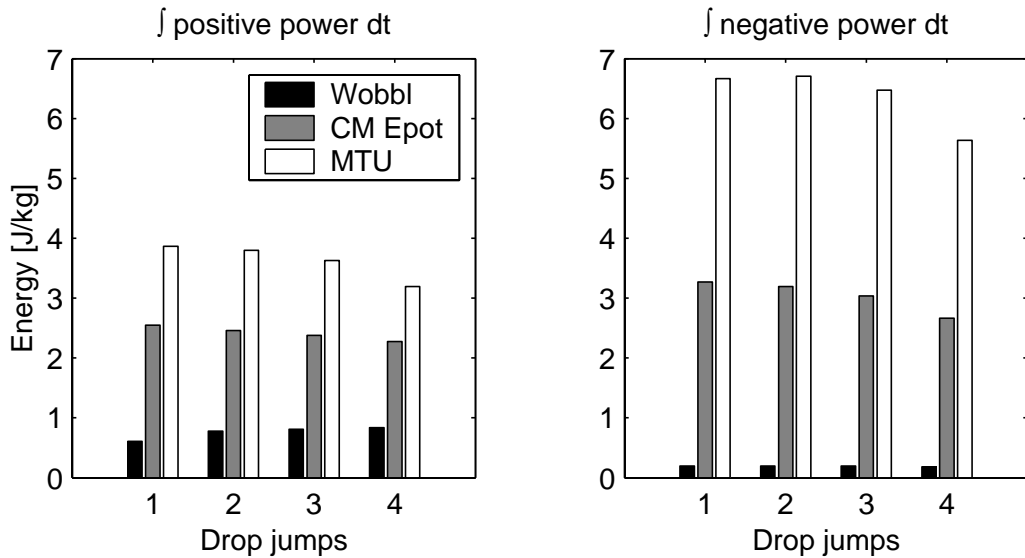 ∫ positive power dt
7
6
5
4
3
2
1
0
Energy [J/kg]
Wobbl
CM Epot
MTU
1 2 3 4
Drop jumps
∫ negative power dt
7
6
5
4
3
2
1
0
1 2 3 4
Drop jumps